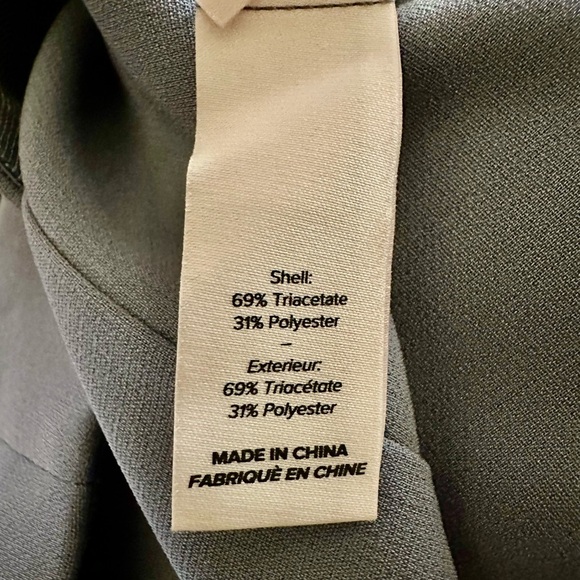 Shell:
69% Triacetate
31% Polyester
–
Exterieur:
69% Triacétate
31% Polyester
MADE IN CHINA
FABRIQUÈ EN CHINE